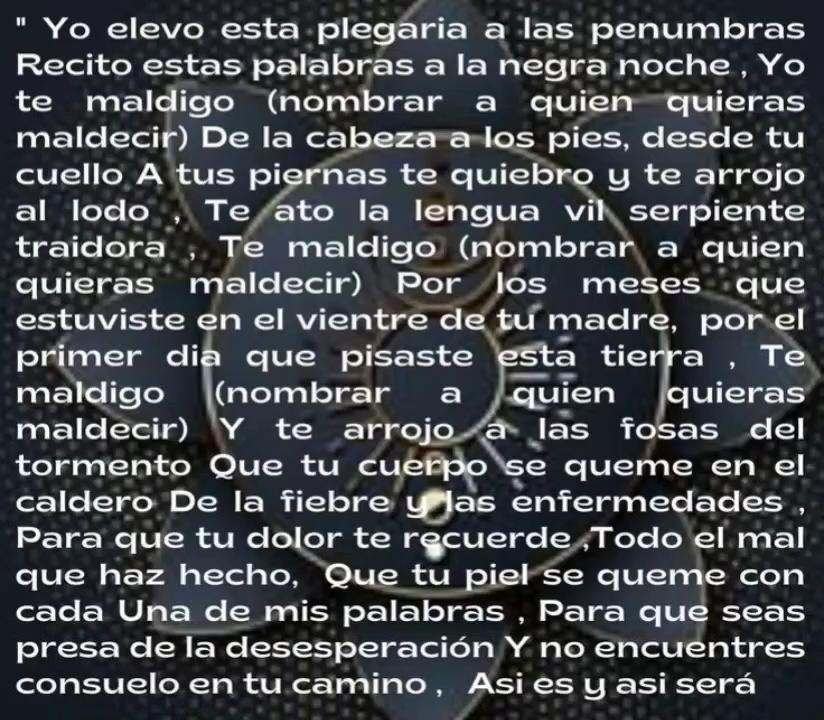 " Yo elevo esta plegaria a las penumbras
Recito estas palabras a la negra noche , Yo
te maldigo (nombrar a quien quieras
maldecir) De la cabeza a los pies, desde tu
cuello A tus piernas te quiebro y te arrojo
al lodo , Te ato la lengua vil serpiente
traidora , Te maldigo (nombrar a quien
quieras maldecir) Por los meses que
estuviste en el vientre de tu madre, por el
primer dia que pisaste esta tierra , Te
maldigo (nombrar a quien quieras
maldecir) Y te arrojo a las fosas del
tormento Que tu cuerpo se queme en el
caldero De la fiebre y las enfermedades ,
Para que tu dolor te recuerde ,Todo el mal
que haz hecho, Que tu piel se queme con
cada Una de mis palabras , Para que seas
presa de la desesperación Y no encuentres
consuelo en tu camino , Asi es y asi será